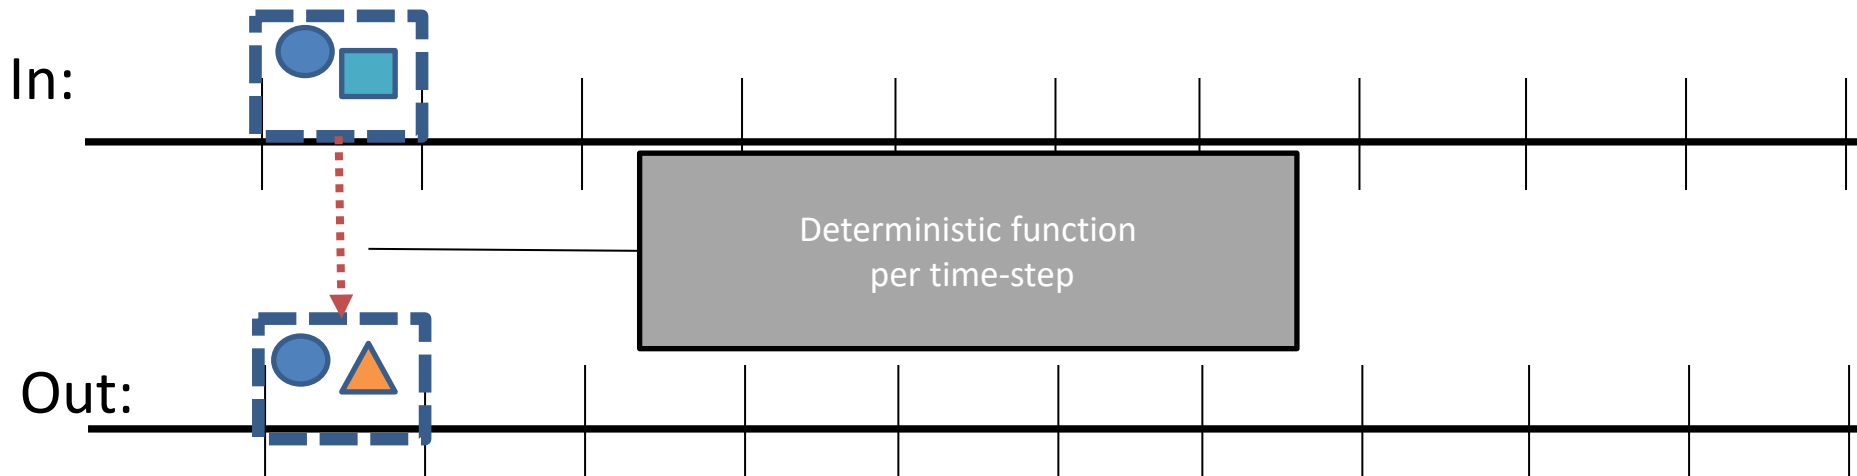 In:
Deterministic function
per time-step
Out: